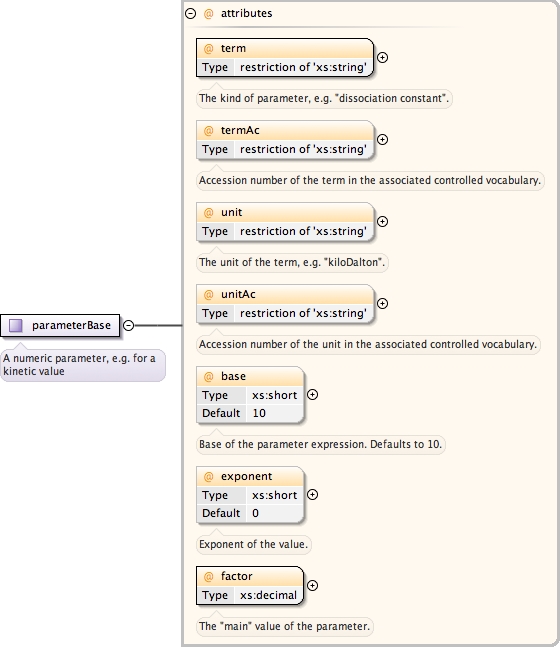 attributes
@ term
Type restriction of 'xs:string'
The kind of parameter, e.g. "dissociation constant".
@ termAc
Type restriction of 'xs:string'
Accession number of the term in the associated controlled vocabulary.
@ unit
Type restriction of 'xs:string'
The unit of the term, e.g. "kiloDalton".
@ unitAc
Type restriction of 'xs:string'
Accession number of the unit in the associated controlled vocabulary.
parameterBase
A numeric parameter, e.g. for a
kinetic value
@ base
Type xs:short
Default 10
Base of the parameter expression. Defaults to 10.
@ exponent
Type xs:short
Default 0
Exponent of the value.
@ factor
Type xs:decimal
The "main" value of the parameter.